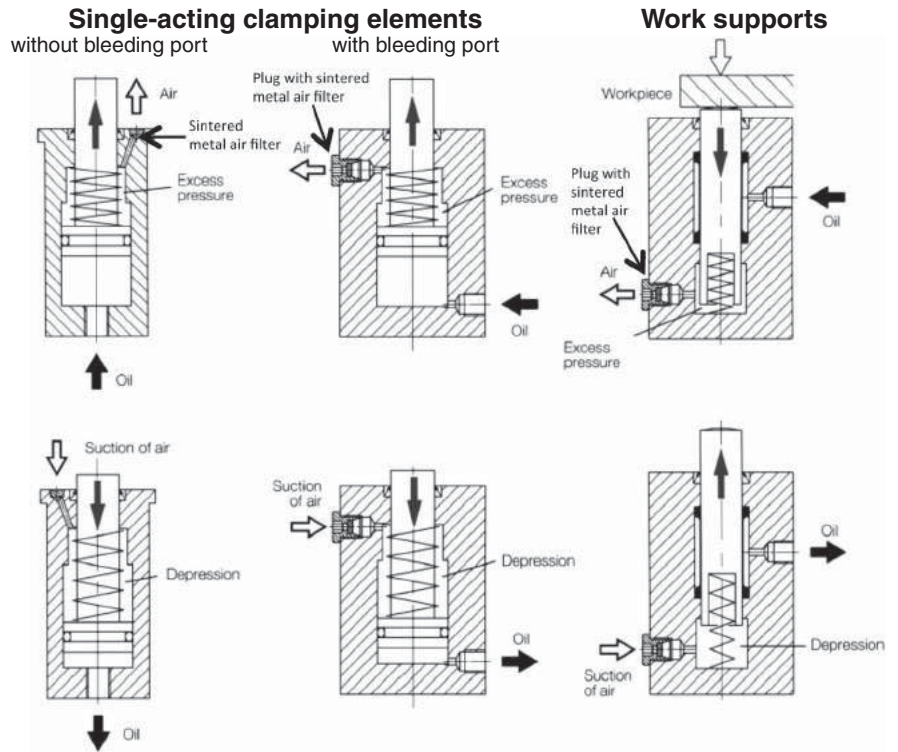 Single-acting clamping elements
Work supports
without bleeding port
with bleeding port
Air
Sintered
metal air filter
Excess
pressure
Oil
Plug with sintered
metal air filter
Air
Excess
pressure
Oil
Workpiece
Plug with
sintered
metal air
filter
Air
Oil
Excess
pressure
Suction of air
Depression
Oil
Suction
of air
Depression
Oil
Oil
Depression
Suction
of air